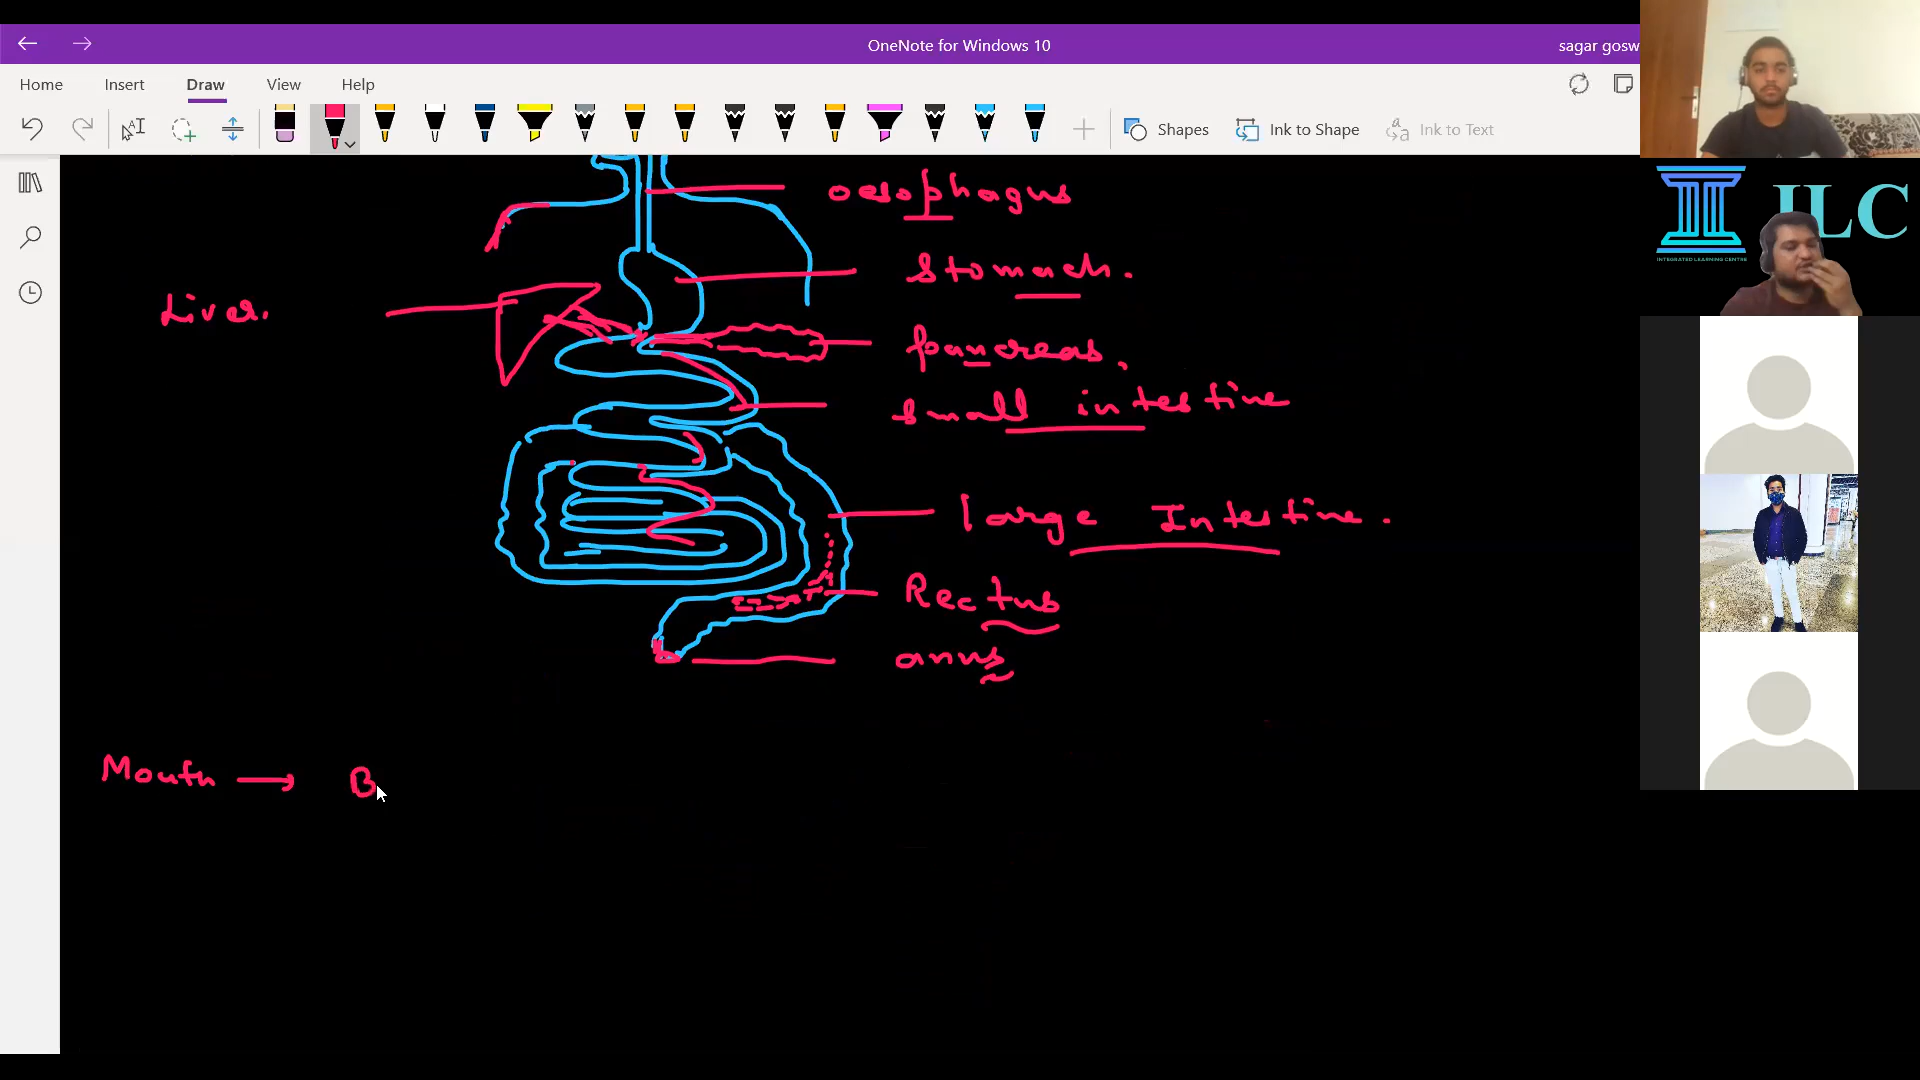 OneNote for Windows 10
sagar gosw
Home Insert Draw View Help
Shapes Ink to Shape Ink to Text
ILC
INTEGRATED LEARNING CENTRE
oesophagus
Stomach.
Liver.
Pancreas.
Small intestine
large Intestine.
Rectus
anus
Mouth → B